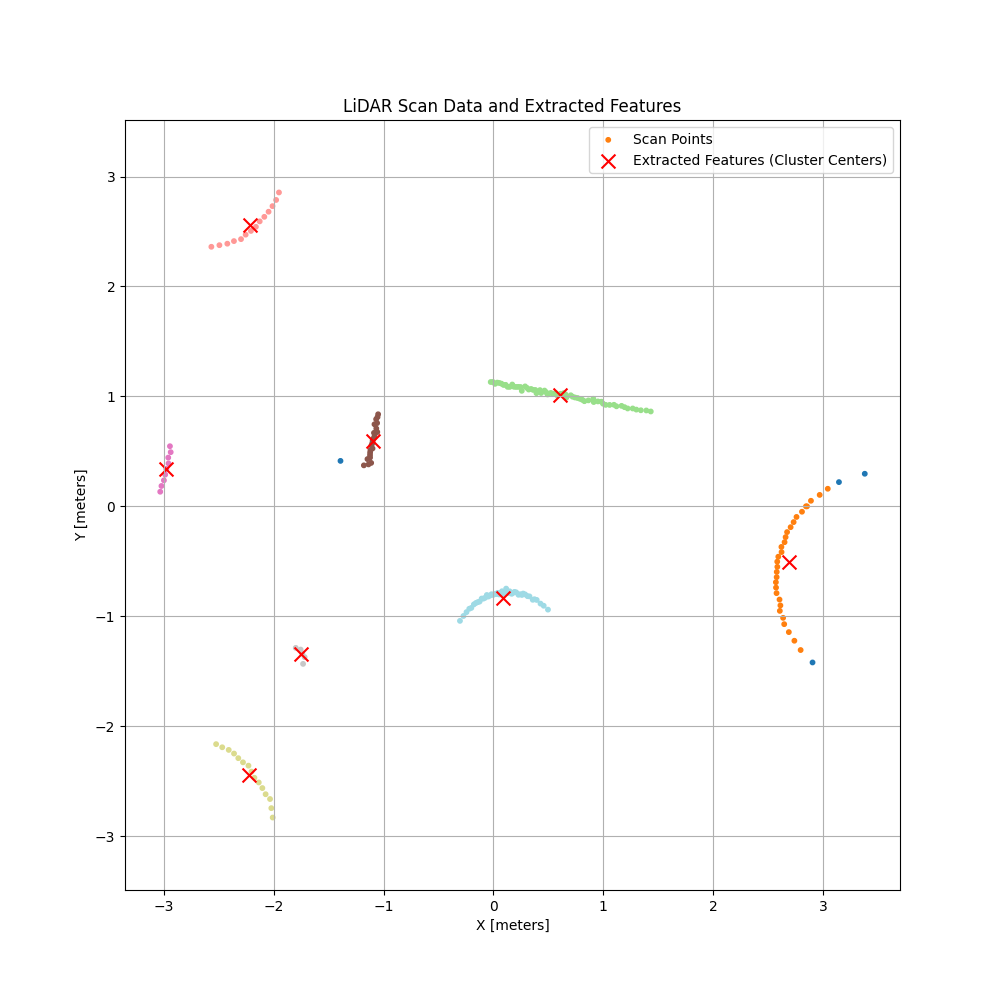 LiDAR Scan Data and Extracted Features
Scan Points
Extracted Features (Cluster Centers)
3
2
1
0
−1
−2
−3
Y [meters]
−3 −2 −1 0 1 2 3
X [meters]